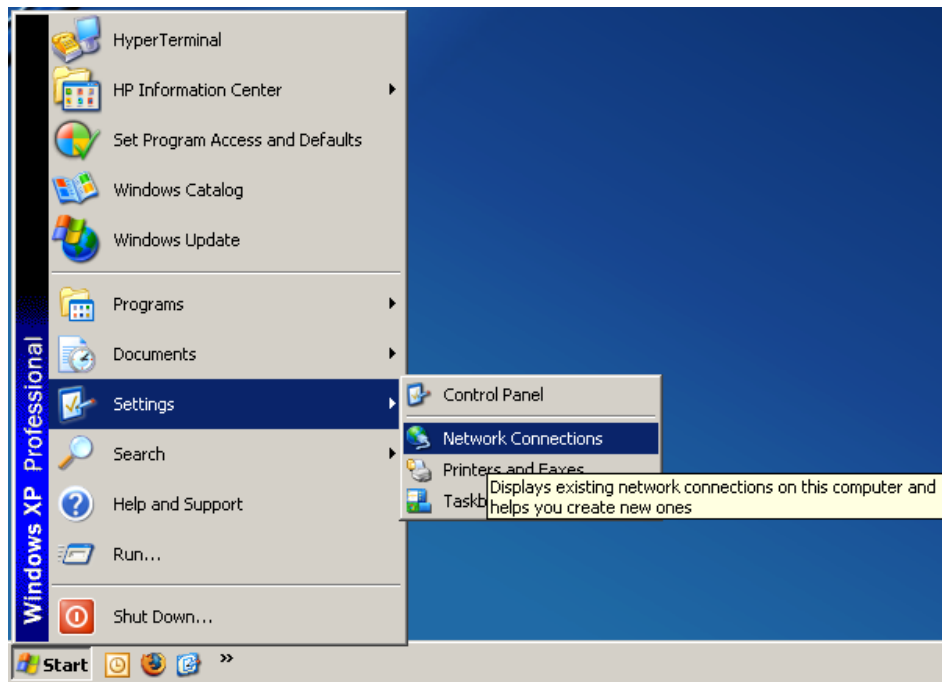 HyperTerminal
HP Information Center
Set Program Access and Defaults
Windows Catalog
Windows Update
Programs
Documents
Settings
Search
Help and Support
Run...
Shut Down...
Windows XP Professional
Control Panel
Network Connections
Printers and Faxes
Taskb
Displays existing network connections on this computer and
helps you create new ones
Start
»